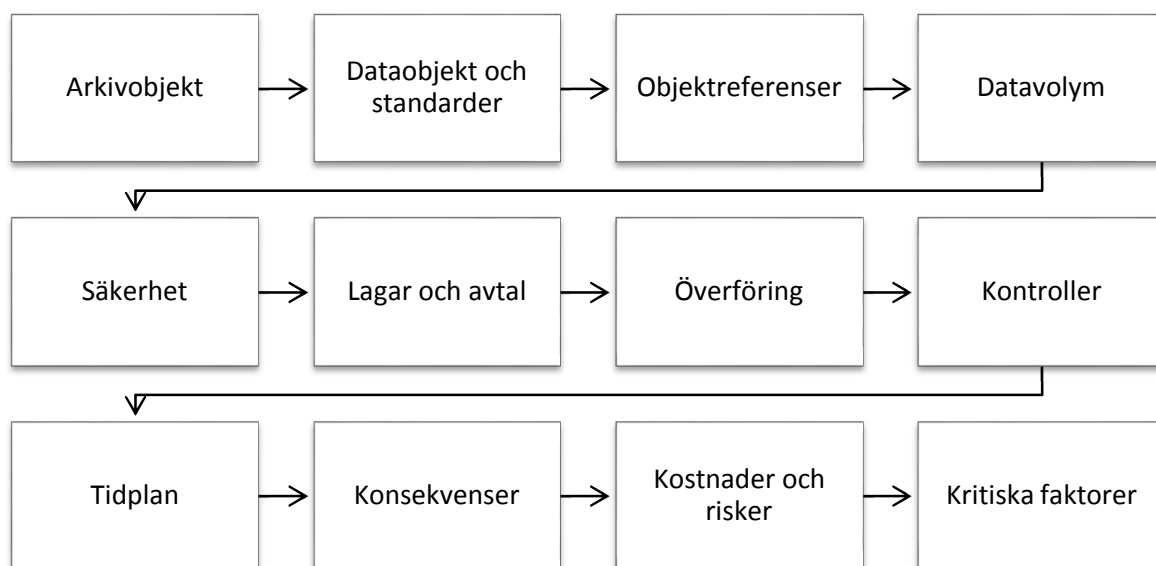 Arkivobjekt
Dataobjekt och
standarder
Objektreferenser
Datavolym
Säkerhet
Lagar och avtal
Överföring
Kontroller
Tidplan
Konsekvenser
Kostnader och
risker
Kritiska faktorer